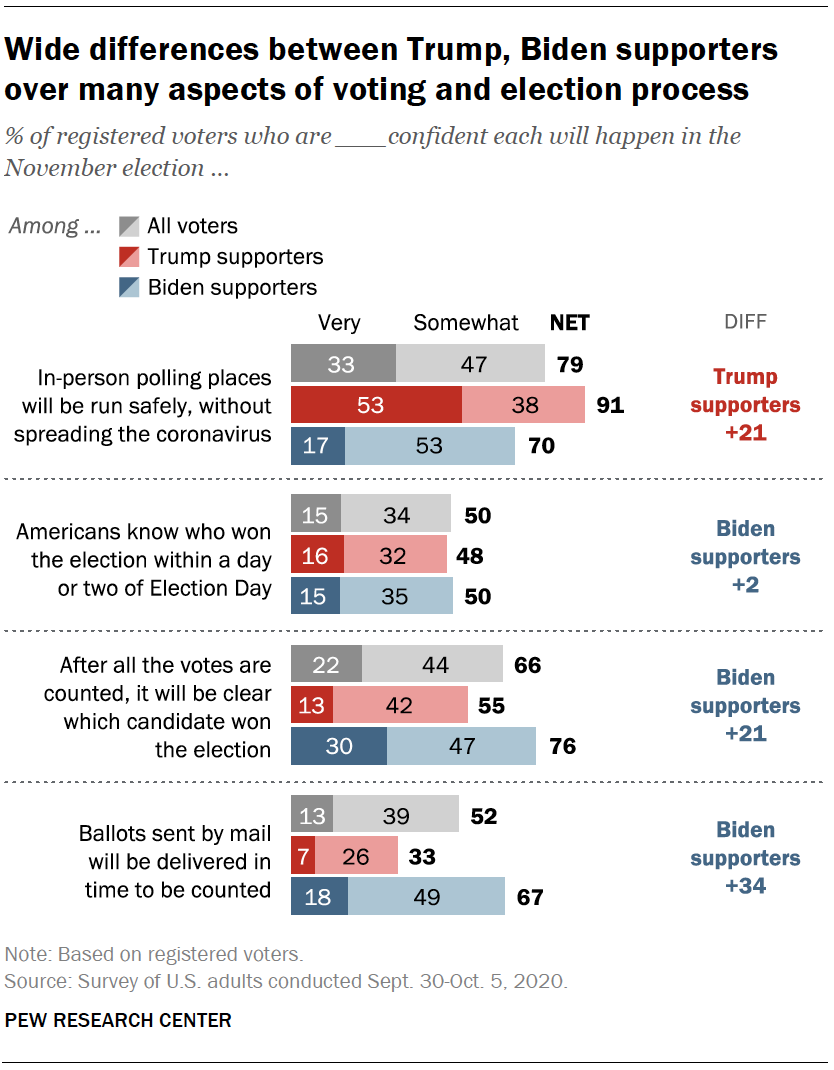 Wide differences between Trump, Biden supporters
over many aspects of voting and election process
% of registered voters who are ____ confident each will happen in the
November election ...
Among ...
All voters
Trump supporters
Biden supporters
Very Somewhat NET DIFF
In-person polling places
will be run safely, without
spreading the coronavirus
33 47 79
53 38 91
17 53 70
Trump
supporters
+21
Americans know who won
the election within a day
or two of Election Day
15 34 50
16 32 48
15 35 50
Biden
supporters
+2
After all the votes are
counted, it will be clear
which candidate won
the election
22 44 66
13 42 55
30 47 76
Biden
supporters
+21
Ballots sent by mail
will be delivered in
time to be counted
13 39 52
7 26 33
18 49 67
Biden
supporters
+34
Note: Based on registered voters.
Source: Survey of U.S. adults conducted Sept. 30-Oct. 5, 2020.
PEW RESEARCH CENTER